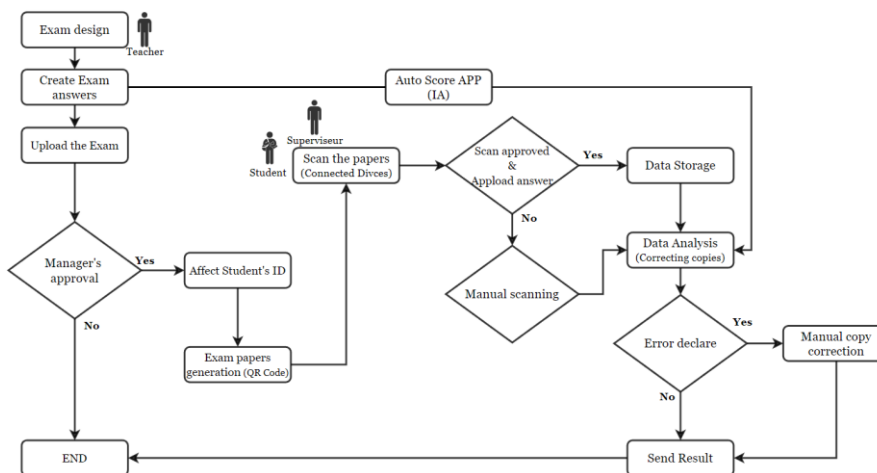 Exam design
Teacher
Create Exam
answers
Auto Score APP
(IA)
Upload the Exam
Superviseur
Student
Scan the papers
(Connected Divces)
Scan approved
&
Appload answer
Yes
Data Storage
No
Manager's
approval
Yes
Affect Student's ID
Data Analysis
(Correcting copies)
Manual scanning
No
Exam papers
generation (QR Code)
Error declare
Yes
Manual copy
correction
No
END
Send Result